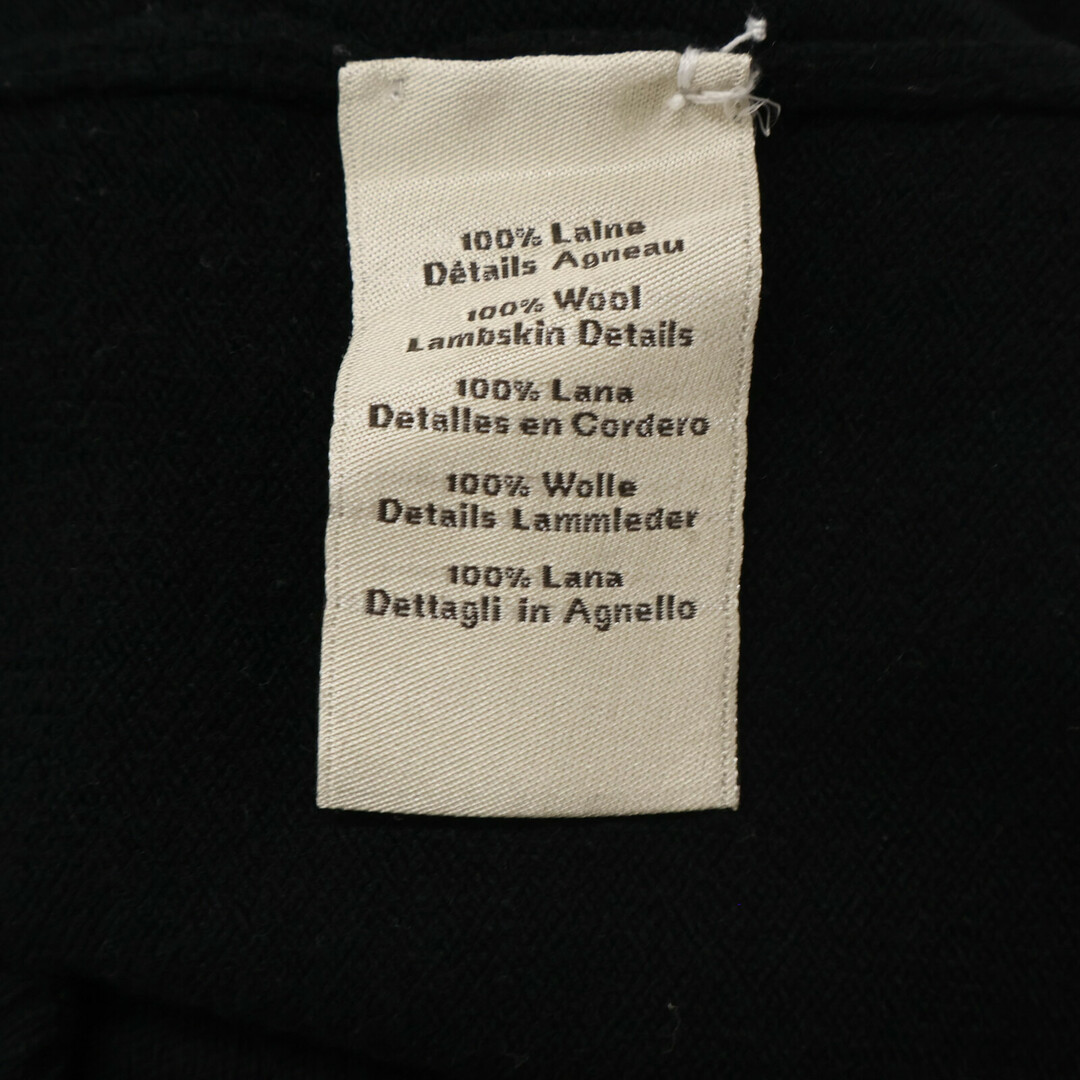 100% Laine
Détails Agneau
100% Wool
Lambskin Details
100% Lana
Detalles en Cordero
100% Wolle
Details Lammleder
100% Lana
Dettagli in Agnello